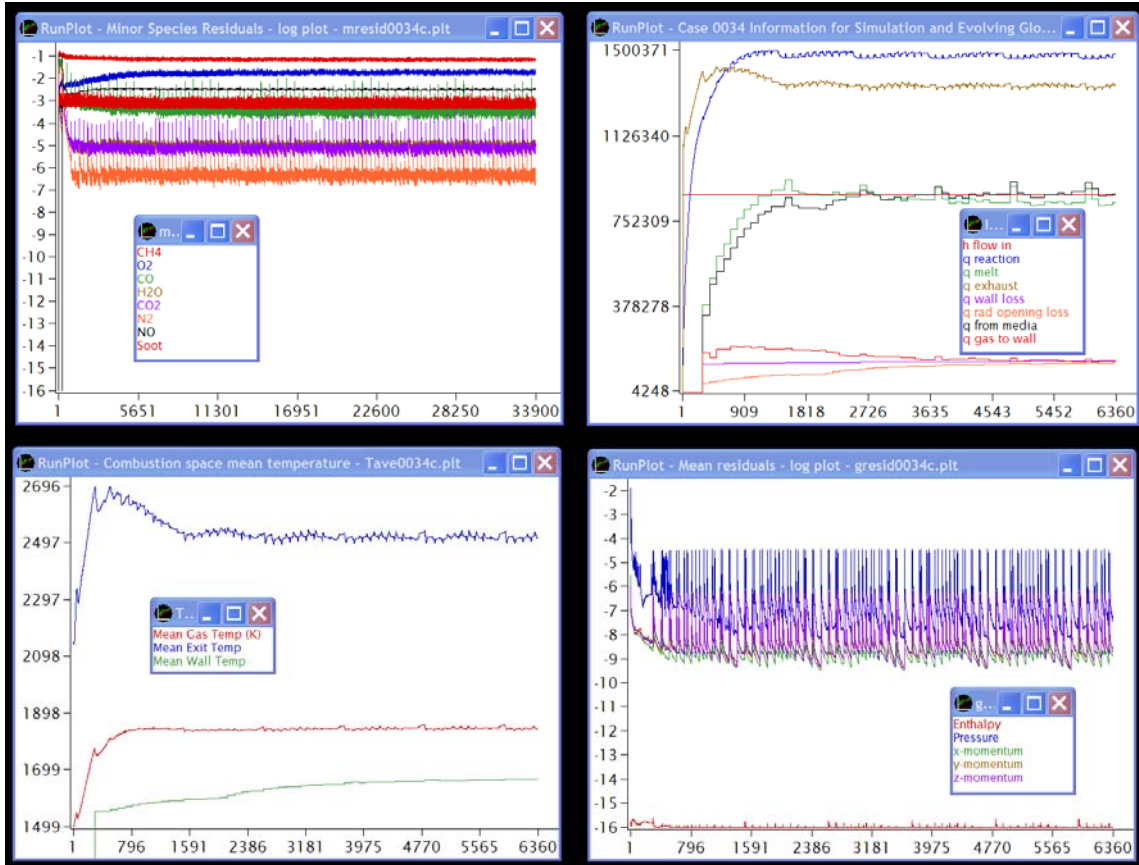 RunPlot - Minor Species Residuals - log plot - mresid0034c.plt
-1
-2
-3
-4
-5
-6
-7
-8
-9
-10
-11
-12
-13
-14
-15
-16
1 5651 11301 16951 22600 28250 33900
m...
CH4
O2
CO
H2O
CO2
N2
NO
Soot
RunPlot - Case 0034 Information for Simulation and Evolving Glo...
1500371
1126340
752309
378278
4248
1 909 1818 2726 3635 4543 5452 6360
I...
h flow in
q reaction
q melt
q exhaust
q wall loss
q rad opening loss
q from media
q gas to wall
RunPlot - Combustion space mean temperature - Tave0034c.plt
2696
2497
2297
2098
1898
1699
1499
1 796 1591 2386 3181 3975 4770 5565 6360
T...
Mean Gas Temp (K)
Mean Exit Temp
Mean Wall Temp
RunPlot - Mean residuals - log plot - gresid0034c.plt
-2
-4
-5
-7
-8
-9
-10
-11
-12
-13
-15
-16
1 796 1591 2386 3181 3975 4770 5565 6360
g...
Enthalpy
Pressure
x-momentum
y-momentum
z-momentum